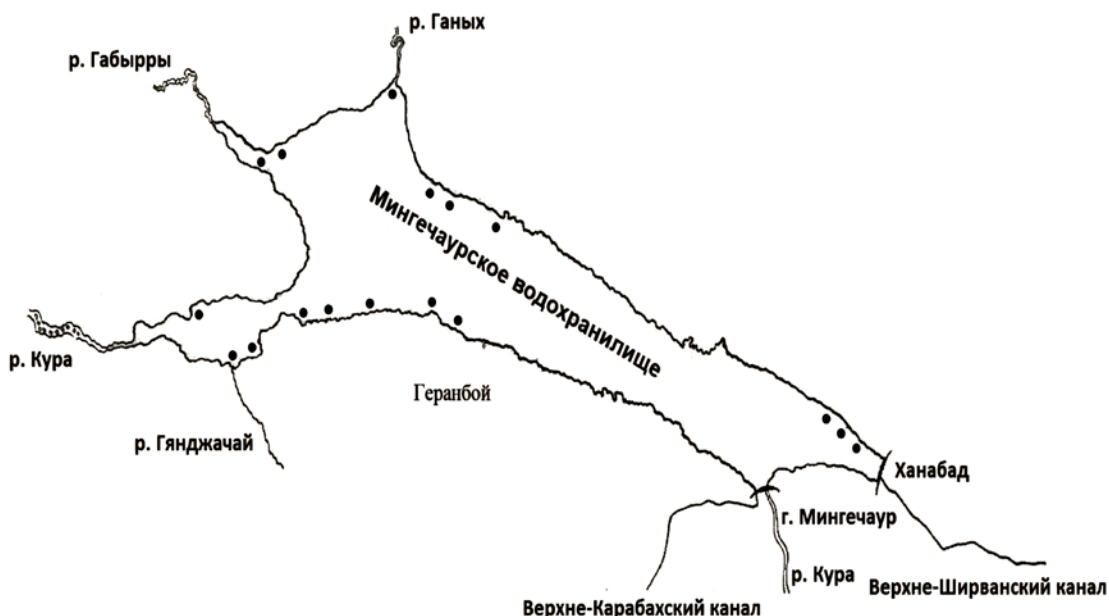 р. Ганых
р. Габырры
Мингечаурское водохранилище
р. Кура
Геранбой
р. Гянджачай
Ханабад
г. Мингечаур
р. Кура
Верхне-Ширванский канал
Верхне-Карабахский канал